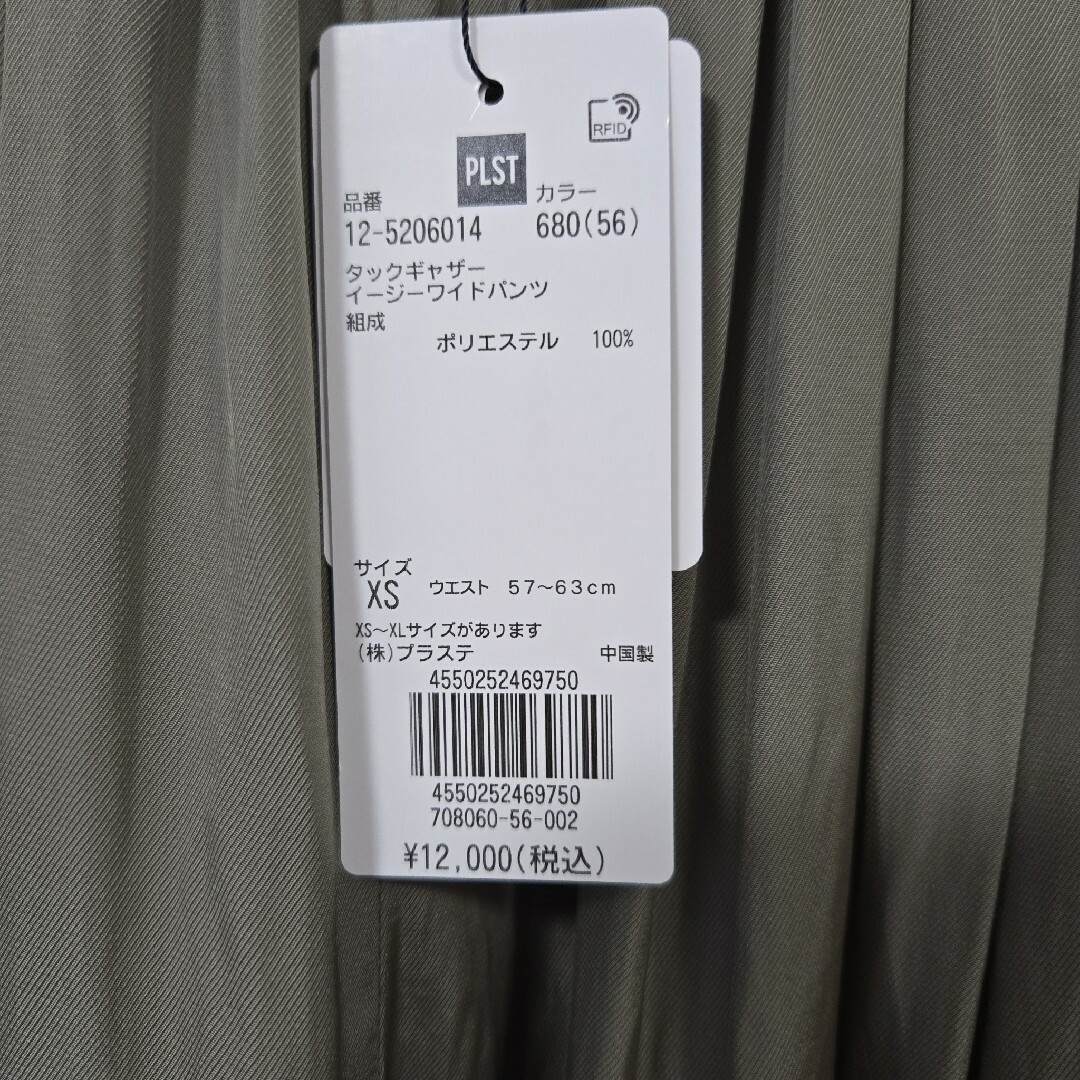 RFID
PLST
品番 カラー
12-5206014 680(56)
タックギャザー
イージーワイドパンツ
組成
ポリエステル 100%
サイズ
XS ウエスト 57～63cm
XS～XLサイズがあります
(株)プラステ 中国製
4550252469750
4550252469750
708060-56-002
¥12,000(税込)